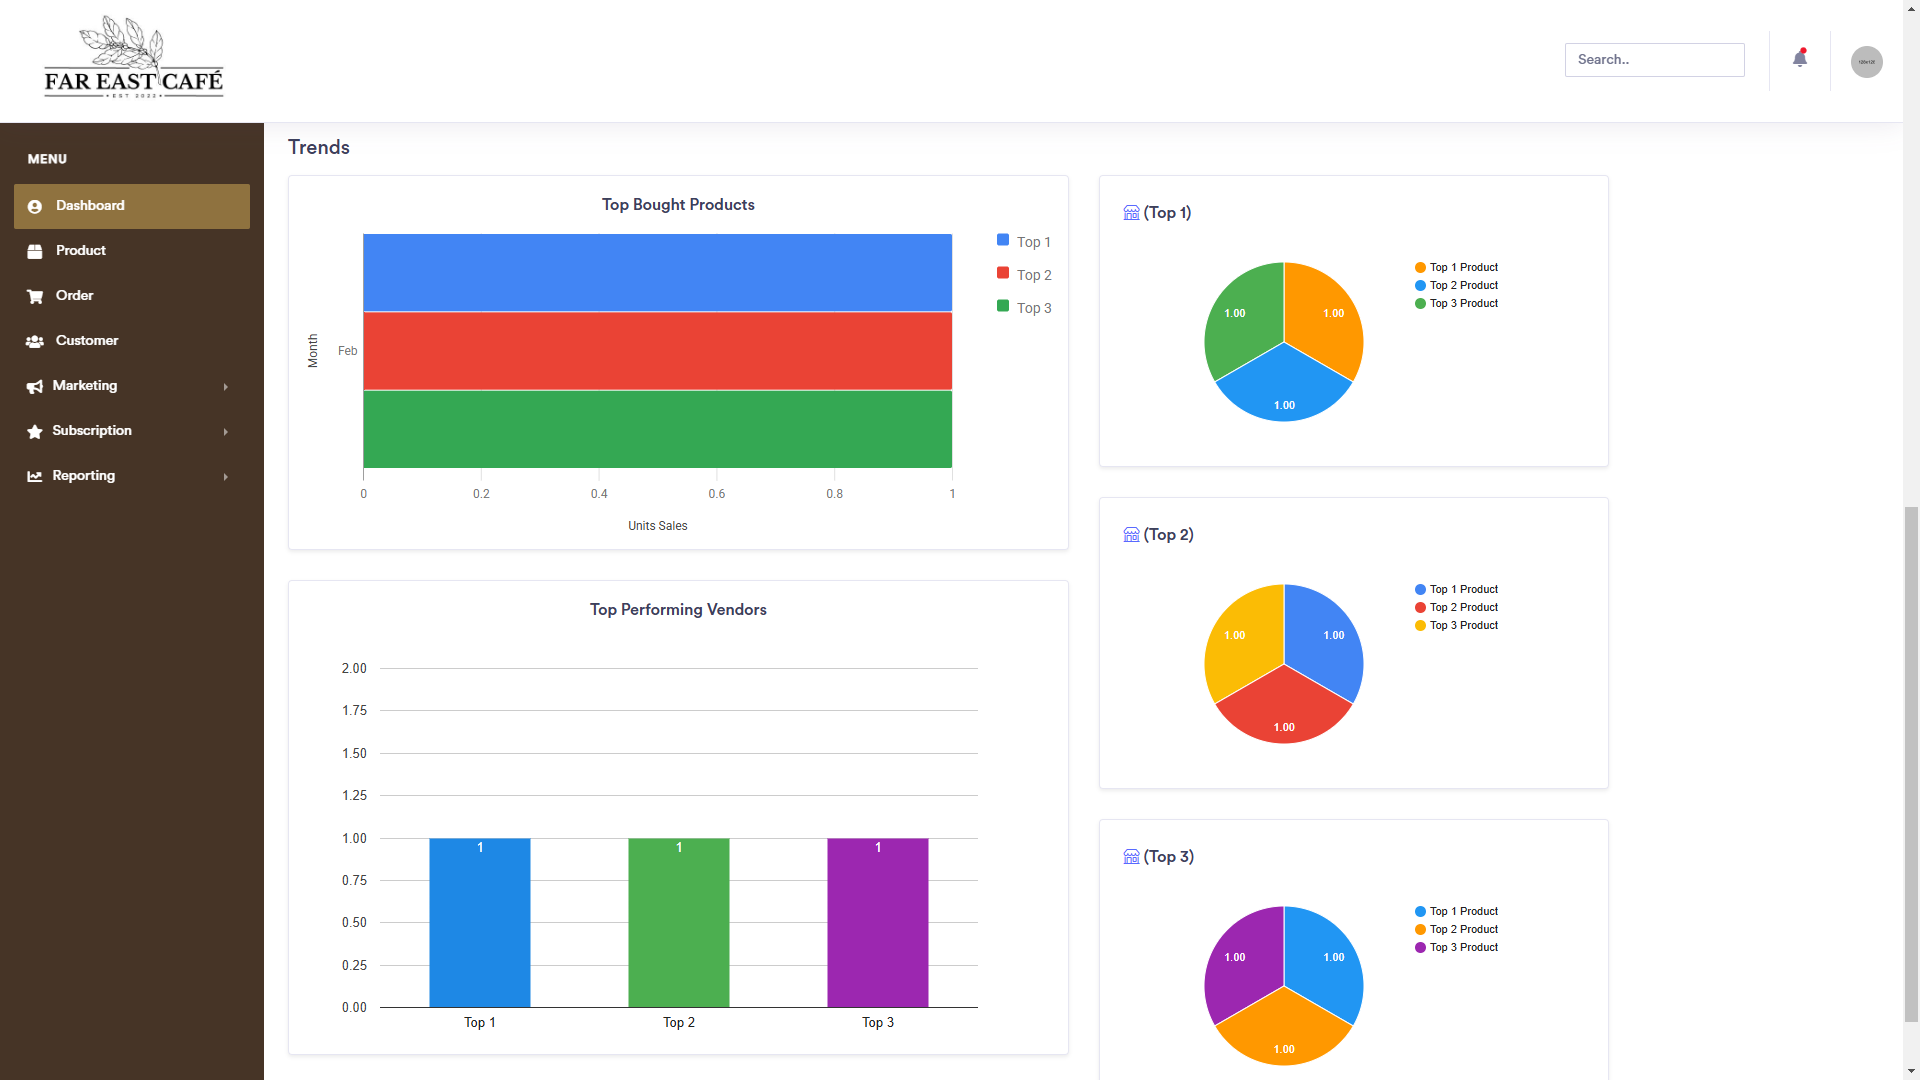 FAR EAST CAFÉ
• EST 2022 •
Search..
MENU
Dashboard
Product
Order
Customer
Marketing
Subscription
Reporting
Trends
Top Bought Products
Top 1
Top 2
Top 3
Month
Feb
0 0.2 0.4 0.6 0.8 1
Units Sales
Top Performing Vendors
2.00
1.75
1.50
1.25
1.00
0.75
0.50
0.25
0.00
1 1 1
Top 1 Top 2 Top 3
(Top 1)
1.00 1.00
1.00
Top 1 Product
Top 2 Product
Top 3 Product
(Top 2)
1.00 1.00
1.00
Top 1 Product
Top 2 Product
Top 3 Product
(Top 3)
1.00 1.00
1.00
Top 1 Product
Top 2 Product
Top 3 Product